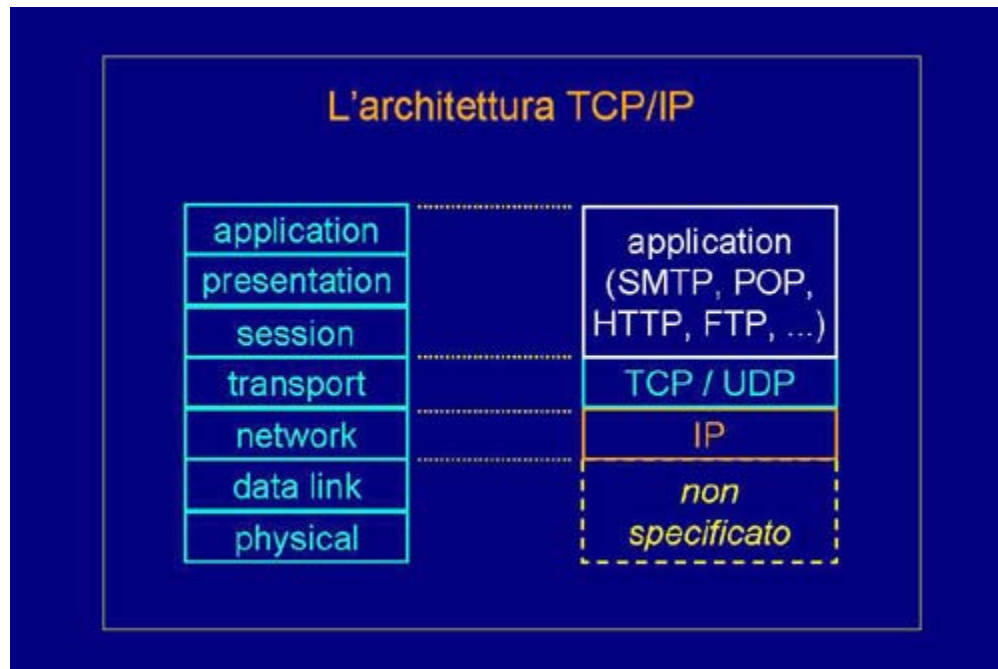 L'architettura TCP/IP
application
presentation
session
transport
network
data link
physical
application
(SMTP, POP,
HTTP, FTP, ...)
TCP / UDP
IP
non
specificato